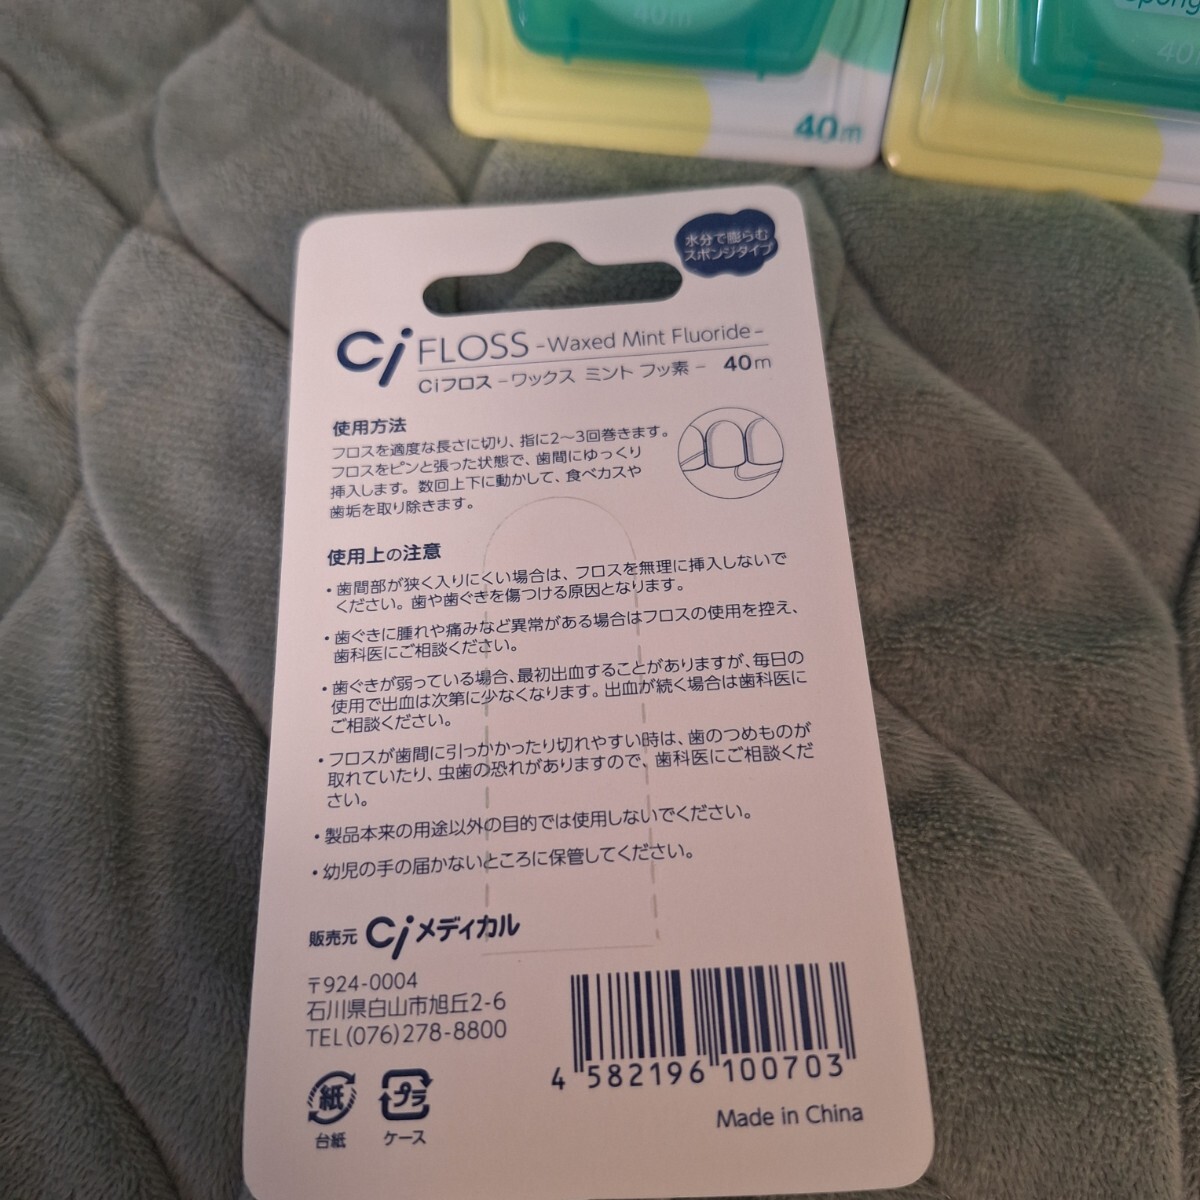 40m
40m
水分で膨らむ
スポンジタイプ
Ci FLOSS -Waxed Mint Fluoride-
Ciフロス -ワックス ミント フッ素- 40m
使用方法
フロスを適度な長さに切り、指に2〜3回巻きます。
フロスをピンと張った状態で、歯間にゆっくり
挿入します。数回上下に動かして、食べカスや
歯垢を取り除きます。
使用上の注意
・歯間部が狭く入りにくい場合は、フロスを無理に挿入しないで
ください。歯や歯ぐきを傷つける原因となります。
・歯ぐきに腫れや痛みなど異常がある場合はフロスの使用を控え、
歯科医にご相談ください。
・歯ぐきが弱っている場合、最初出血することがありますが、毎日の
使用で出血は次第に少なくなります。出血が続く場合は歯科医に
ご相談ください。
・フロスが歯間に引っかかったり切れやすい時は、歯のつめものが
取れていたり、虫歯の恐れがありますので、歯科医にご相談くだ
さい。
・製品本来の用途以外の目的では使用しないでください。
・幼児の手の届かないところに保管してください。
販売元 Ciメディカル
〒924-0004
石川県白山市旭丘2-6
TEL(076)278-8800
紙
台紙
プラ
ケース
4 582196 100703
Made in China